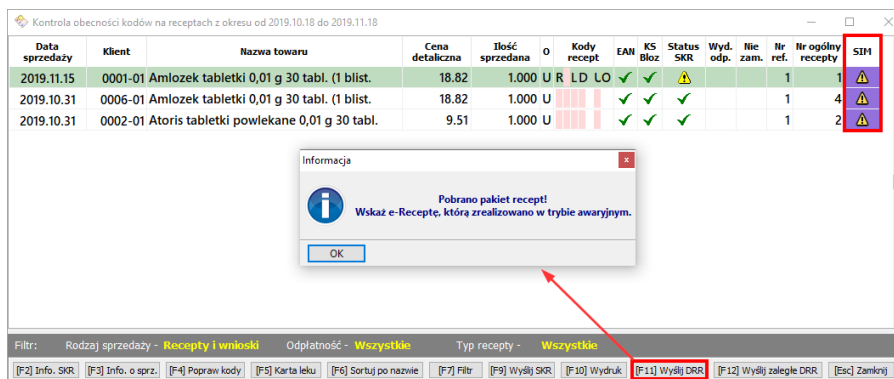 Kontrola obecności kodów na receptach z okresu od 2019.10.18 do 2019.11.18
Data sprzedaży Klient Nazwa towaru Cena detaliczna Ilość sprzedana O Kody recept EAN KS Bloz Status SKR Wyd. odp. Nie zam. Nr ref. Nr ogólny recepty SIM
2019.11.15 0001-01 Amlozek tabletki 0,01 g 30 tabl. (1 blist. 18.82 1.000 U R LD LO 1 1
2019.10.31 0006-01 Amlozek tabletki 0,01 g 30 tabl. (1 blist. 18.82 1.000 U 1 4
2019.10.31 0002-01 Atoris tabletki powlekane 0,01 g 30 tabl. 9.51 1.000 U 1 2
Informacja
Pobrano pakiet recept!
Wskaż e-Receptę, którą zrealizowano w trybie awaryjnym.
OK
Filtr: Rodzaj sprzedaży - Recepty i wnioski Odpłatność - Wszystkie Typ recepty - Wszystkie
[F2] Info. SKR [F3] Info. o sprz. [F4] Popraw kody [F5] Karta leku [F6] Sortuj po nazwie [F7] Filtr [F9] Wyślij SKR [F10] Wydruk [F11] Wyślij DRR [F12] Wyślij zaległe DRR [Esc] Zamknij